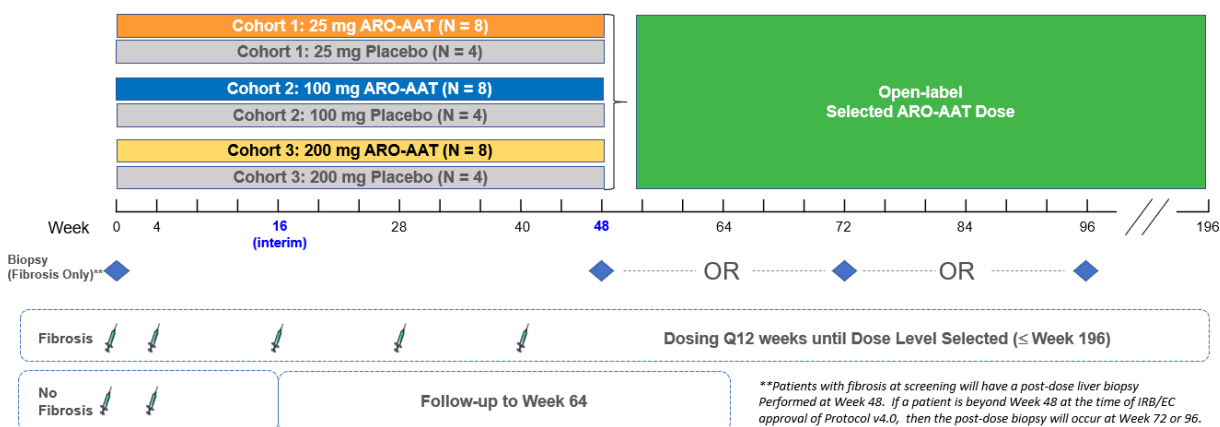 Cohort 1: 25 mg ARO-AAT (N = 8)
Cohort 1: 25 mg Placebo (N = 4)
Cohort 2: 100 mg ARO-AAT (N = 8)
Cohort 2: 100 mg Placebo (N = 4)
Cohort 3: 200 mg ARO-AAT (N = 8)
Cohort 3: 200 mg Placebo (N = 4)
Open-label
Selected ARO-AAT Dose
Week 0 4 16 28 40 48 64 72 84 96 196
(interim)
Biopsy
(Fibrosis Only)**
OR OR
Fibrosis
Dosing Q12 weeks until Dose Level Selected (≤ Week 196)
No
Fibrosis
Follow-up to Week 64
**Patients with fibrosis at screening will have a post-dose liver biopsy
Performed at Week 48. If a patient is beyond Week 48 at the time of IRB/EC
approval of Protocol v4.0, then the post-dose biopsy will occur at Week 72 or 96.